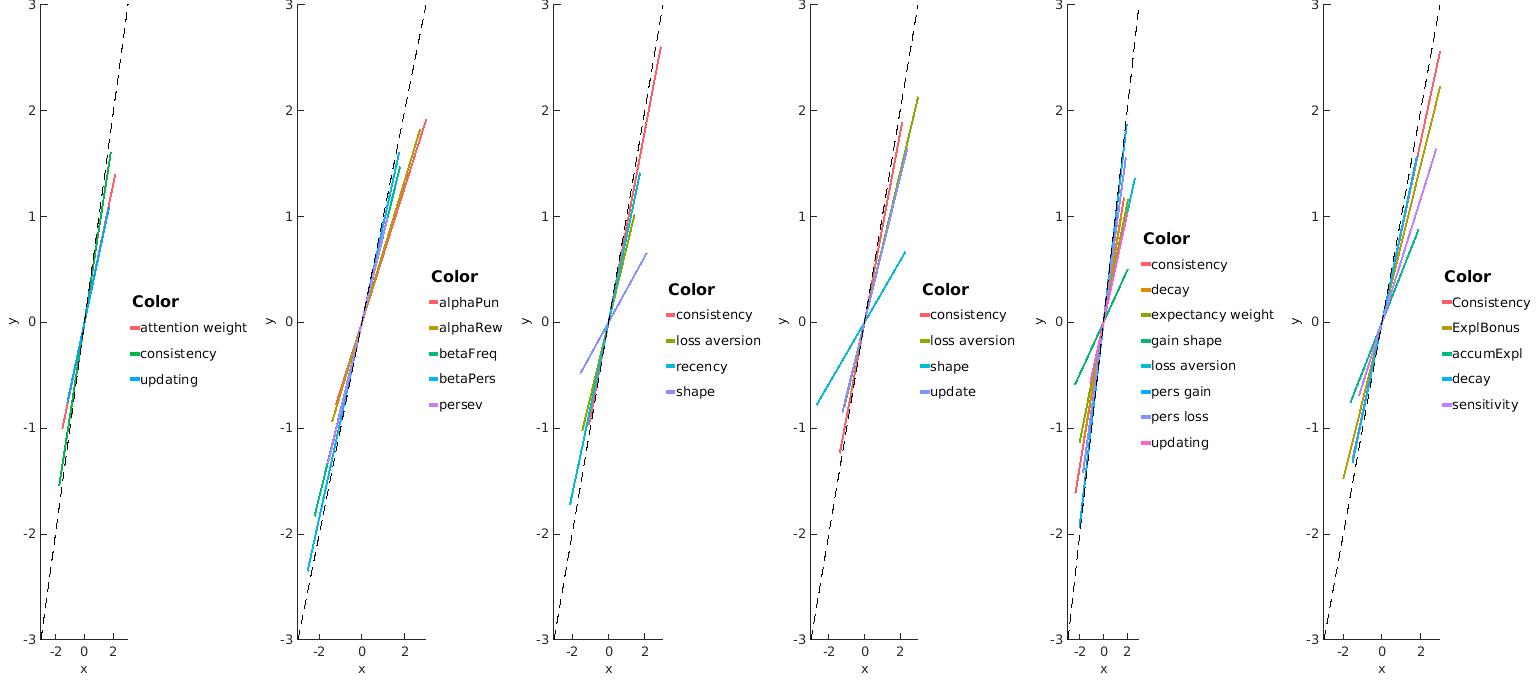 3
2
1
0
-1
-2
-3
y
-2 0 2
x
Color
attention weight
consistency
updating
3
2
1
0
-1
-2
-3
y
-2 0 2
x
Color
alphaPun
alphaRew
betaFreq
betaPers
persev
3
2
1
0
-1
-2
-3
y
-2 0 2
x
Color
consistency
loss aversion
recency
shape
3
2
1
0
-1
-2
-3
y
-2 0 2
x
Color
consistency
loss aversion
shape
update
3
2
1
0
-1
-2
-3
y
-2 0 2
x
Color
consistency
decay
expectancy weight
gain shape
loss aversion
pers gain
pers loss
updating
3
2
1
0
-1
-2
-3
y
-2 0 2
x
Color
Consistency
ExplBonus
accumExpl
decay
sensitivity